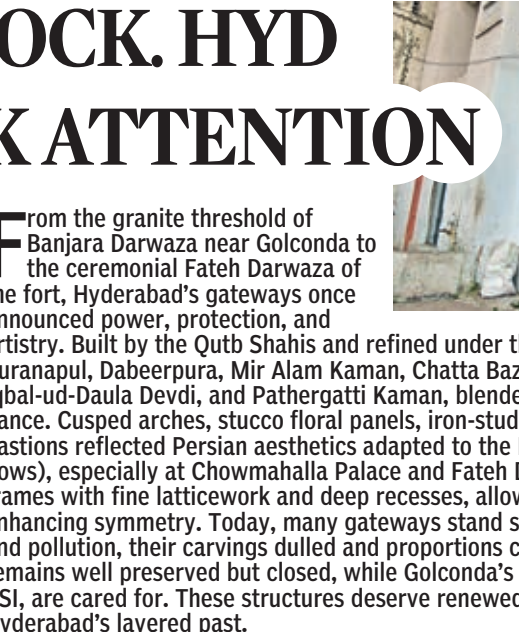 OCK. HYD
K ATTENTION
From the granite threshold of
Banjara Darwaza near Golconda to
the ceremonial Fateh Darwaza of
he fort, Hyderabad's gateways once
nnounced power, protection, and
rtistry. Built by the Qutb Shahis and refined under t
uranapul, Dabeerpura, Mir Alam Kaman, Chatta Baz
qbal-ud-Daula Devdi, and Pathergatti Kaman, blende
ance. Cusped arches, stucco floral panels, iron-stud
astions reflected Persian aesthetics adapted to the
ows), especially at Chowmahalla Palace and Fateh D
rames with fine latticework and deep recesses, allow
nhancing symmetry. Today, many gateways stand s
nd pollution, their carvings dulled and proportions c
emains well preserved but closed, while Golconda's
SI, are cared for. These structures deserve renewed
yderabad's layered past.